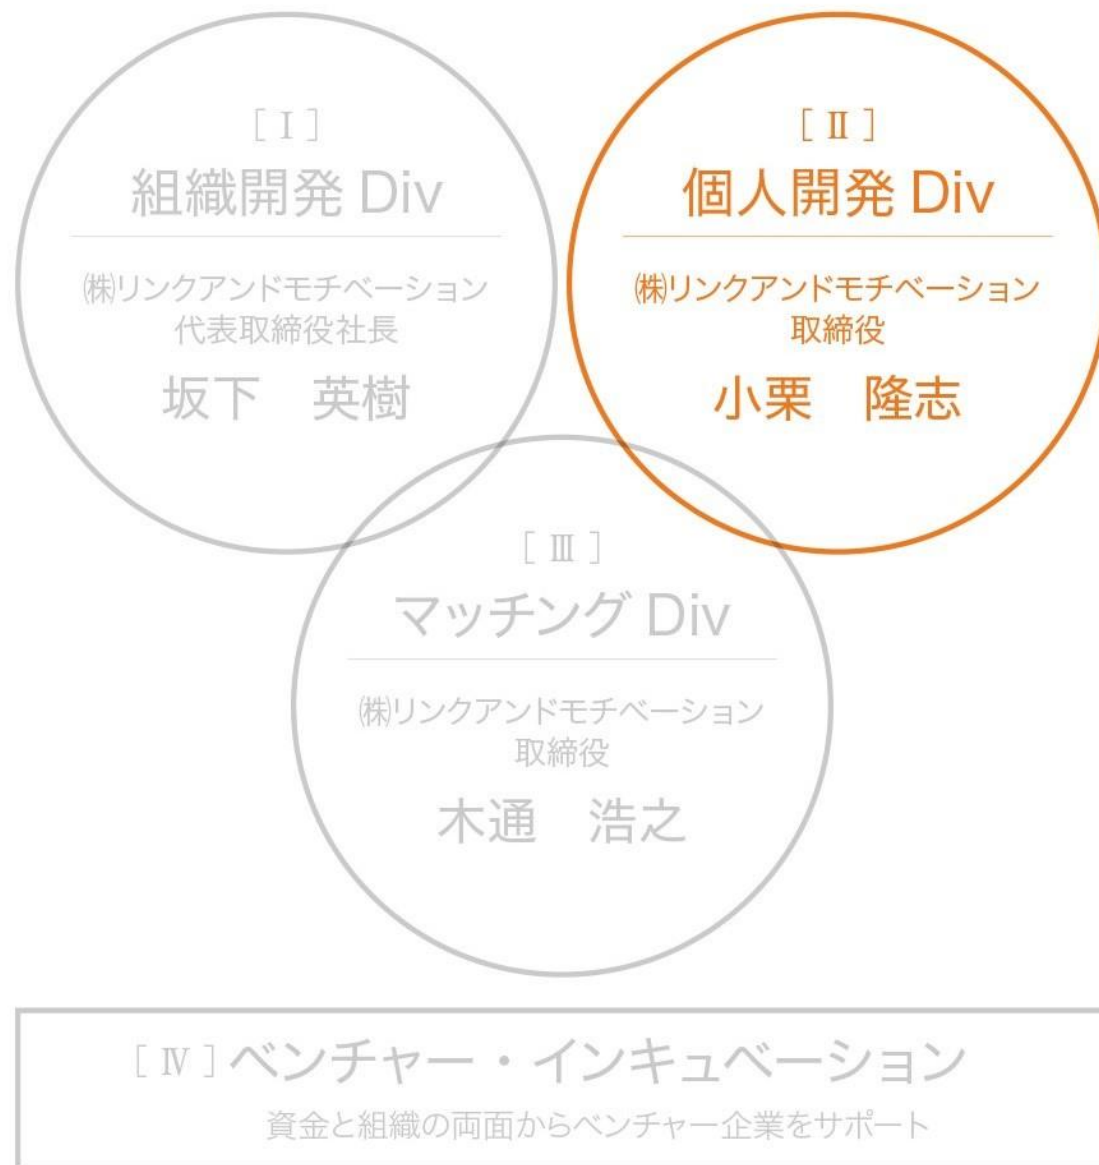 [ Ⅰ ]
組織開発 Div
㈱リンクアンドモチベーション
代表取締役社長
坂下　英樹
[ Ⅱ ]
個人開発 Div
㈱リンクアンドモチベーション
取締役
小栗　隆志
[ Ⅲ ]
マッチング Div
㈱リンクアンドモチベーション
取締役
木通　浩之
[ Ⅳ ] ベンチャー・インキュベーション
資金と組織の両面からベンチャー企業をサポート